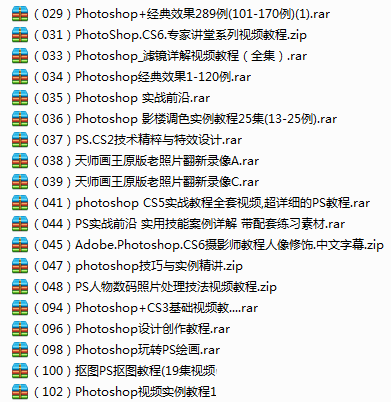 （029）Photoshop+经典效果289例(101-170例)(1).rar
（031）PhotoShop.CS6.专家讲堂系列视频教程.zip
（033）Photoshop_滤镜详解视频教程（全集）.rar
（034）Photoshop经典效果1-120例.rar
（035）Photoshop 实战前沿.rar
（036）Photoshop 影楼调色实例教程25集(13-25例).rar
（037）PS.CS2技术精粹与特效设计.rar
（038）天师画王原版老照片翻新录像A.rar
（039）天师画王原版老照片翻新录像C.rar
（041）photoshop CS5实战教程全套视频,超详细的PS教程.rar
（044）PS实战前沿 实用技能案例详解 带配套练习素材.rar
（045）Adobe.Photoshop.CS6摄影师教程人像修饰.中文字幕.zip
（047）photoshop技巧与实例精讲.zip
（048）PS人物数码照片处理技法视频教程.zip
（094）Photoshop+CS3基础视频教....rar
（096）Photoshop设计创作教程.rar
（098）Photoshop玩转PS绘画.rar
（100）抠图PS抠图教程(19集视频
（102）Photoshop视频实例教程1